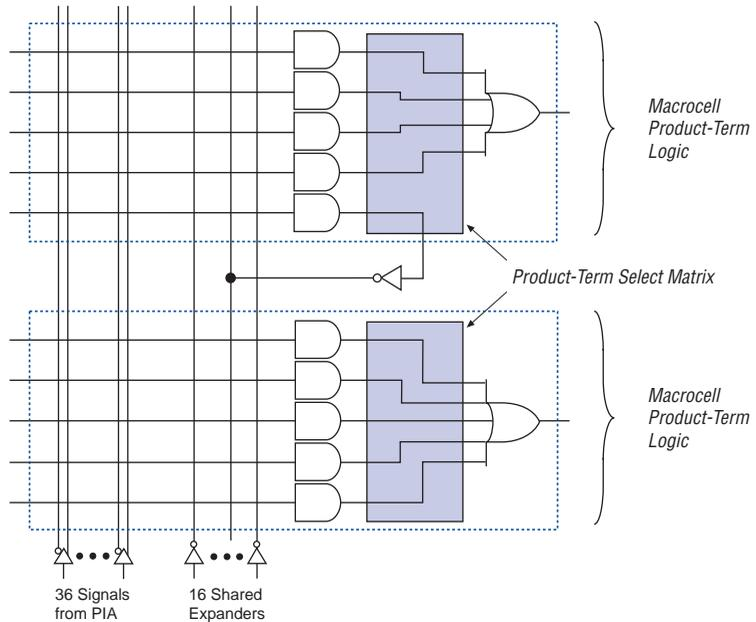 Macrocell
Product-Term
Logic
Product-Term Select Matrix
Macrocell
Product-Term
Logic
36 Signals
from PIA
16 Shared
Expanders